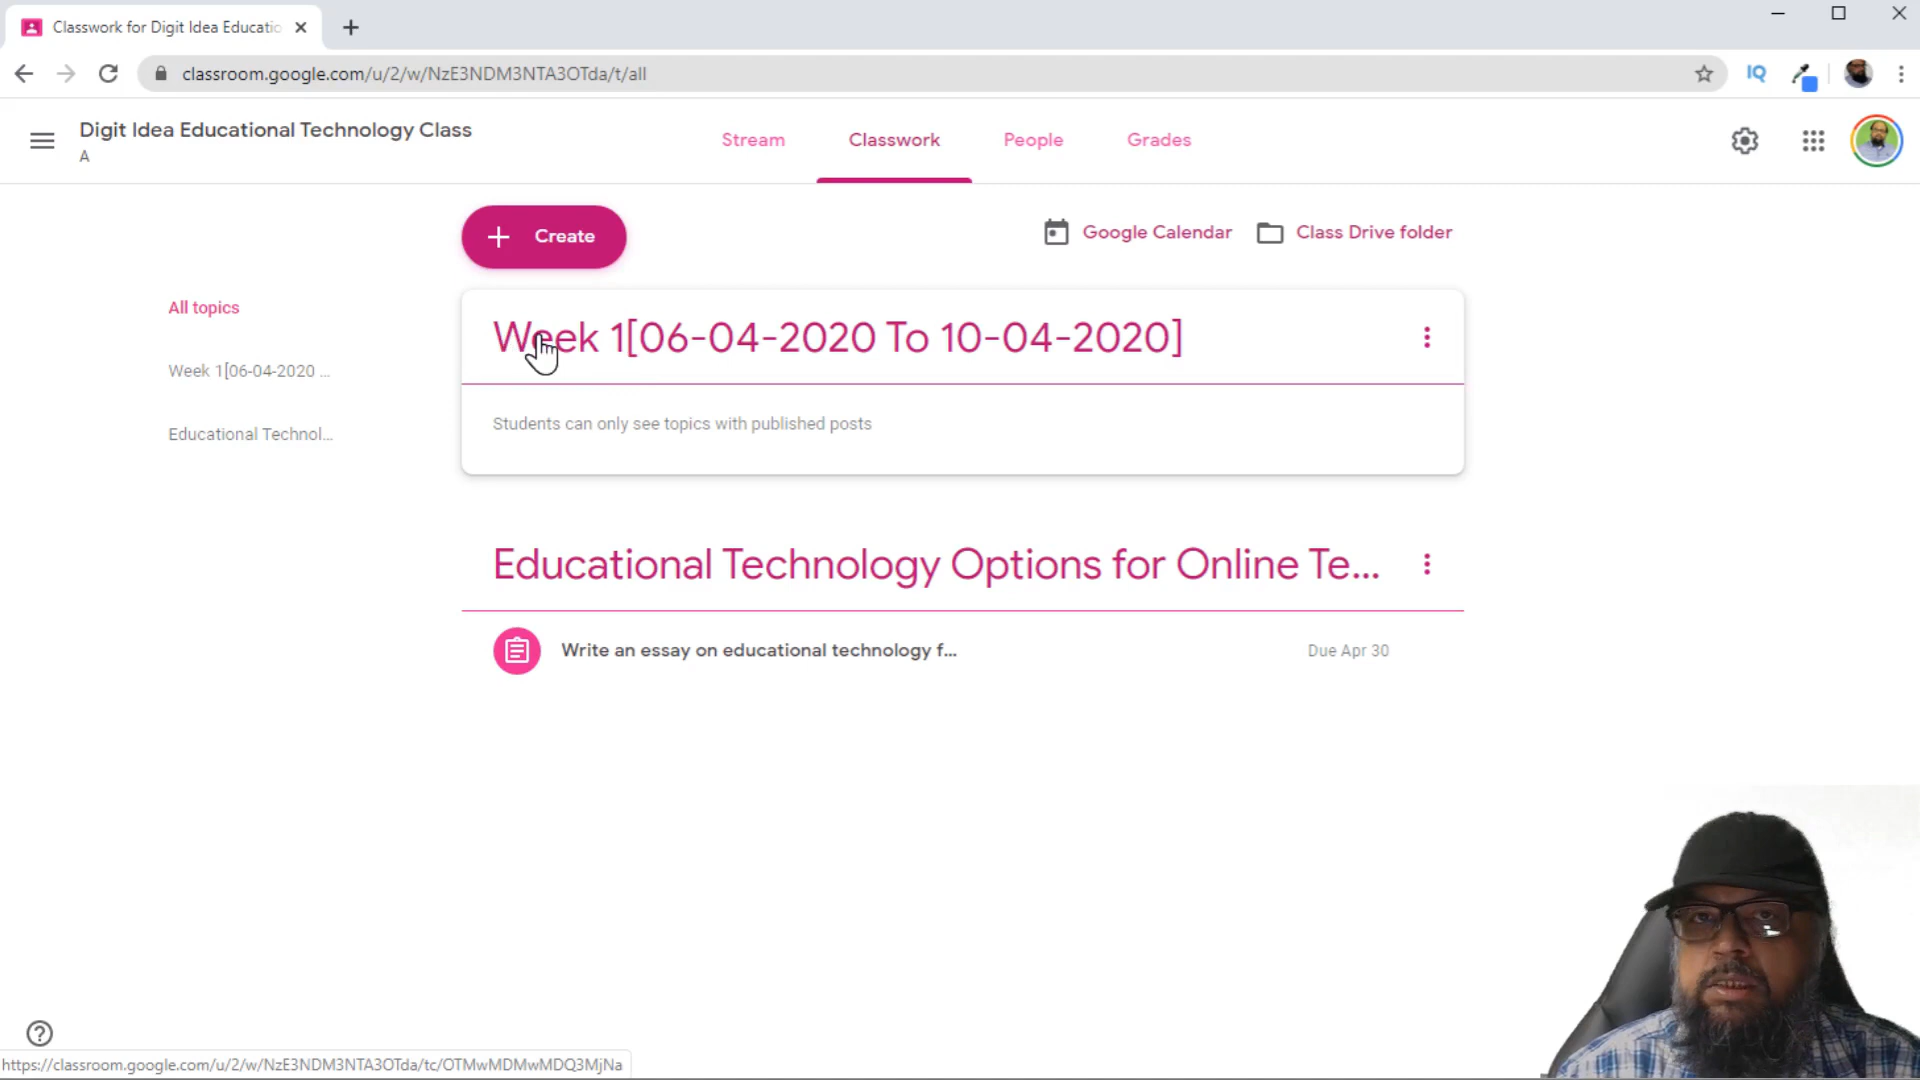 Classwork for Digit Idea Educatio
classroom.google.com/u/2/w/NzE3NDM3NTA3OTda/t/all
IQ
Digit Idea Educational Technology Class
A
Stream
Classwork
People
Grades
Create
Google Calendar
Class Drive folder
All topics
Week 1[06-04-2020 ...
Educational Technol...
Week 1[06-04-2020 To 10-04-2020]
Students can only see topics with published posts
Educational Technology Options for Online Te...
Write an essay on educational technology f...
Due Apr 30
https://classroom.google.com/u/2/w/NzE3NDM3NTA3OTda/tc/OTMwMDMwMDQ3MjNa